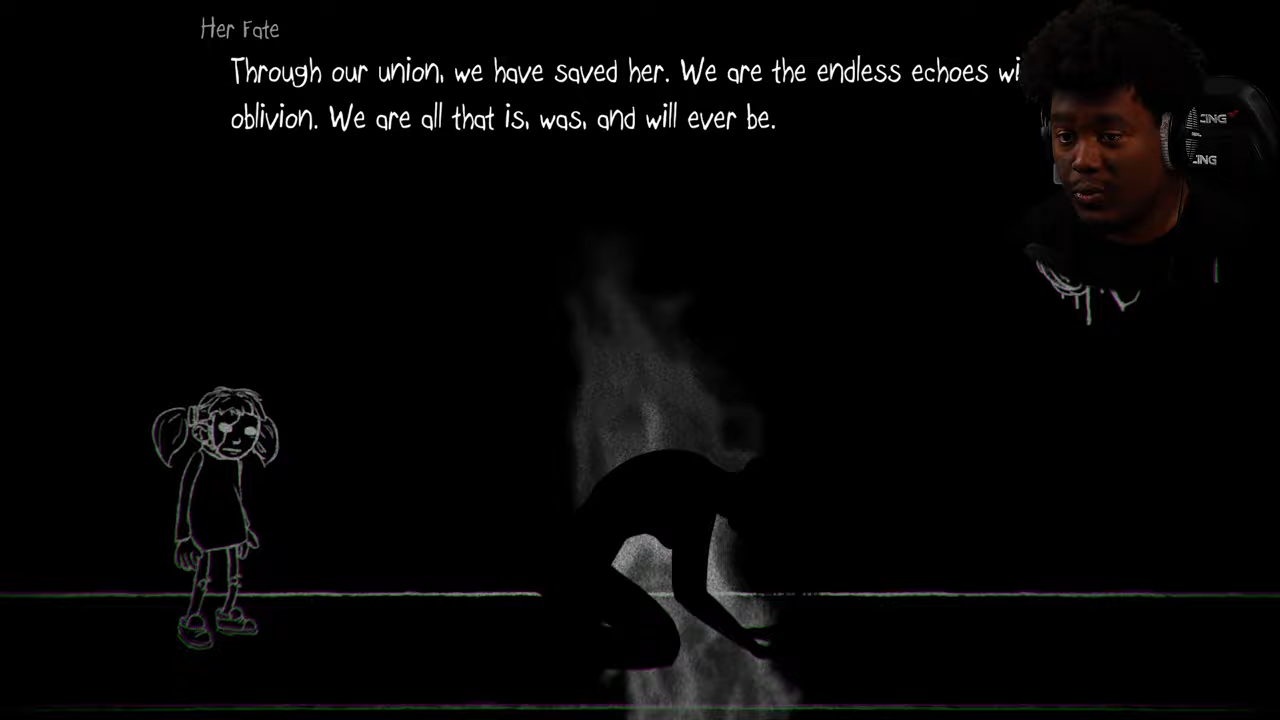 Her Fate
Through our union, we have saved her. We are the endless echoes
oblivion. We are all that is, was, and will ever be.